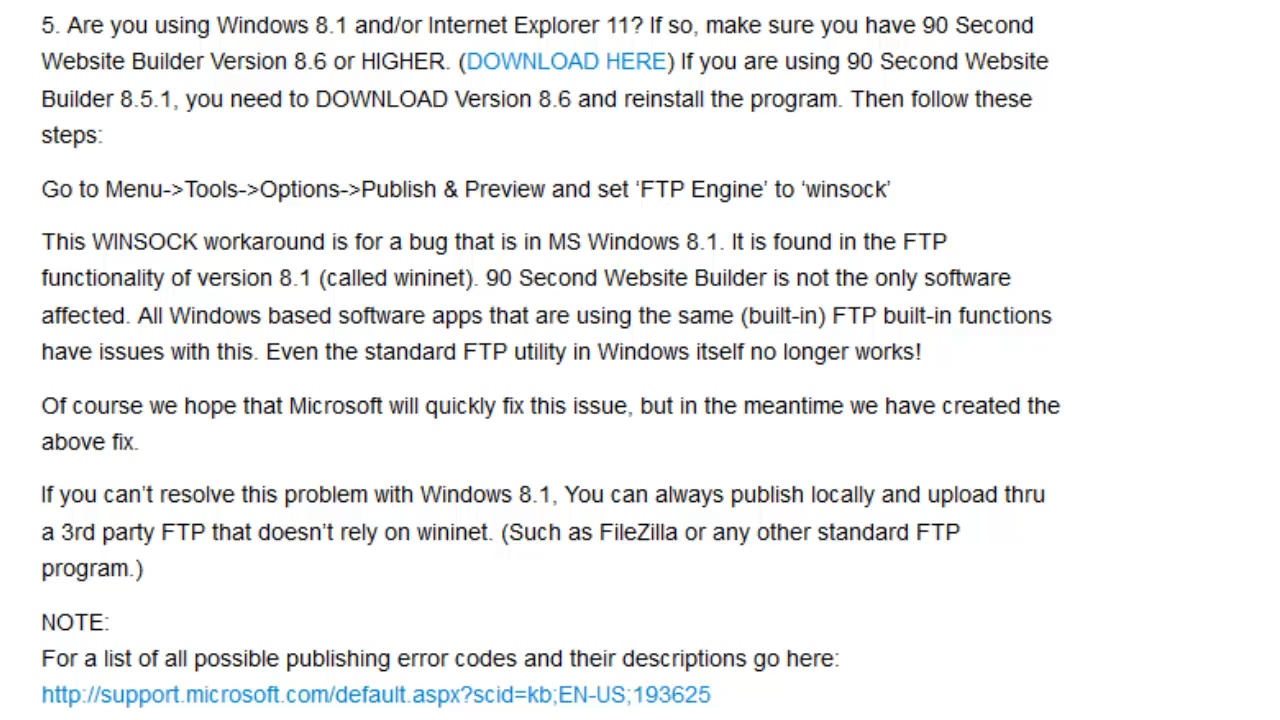 5. Are you using Windows 8.1 and/or Internet Explorer 11? If so, make sure you have 90 Second
Website Builder Version 8.6 or HIGHER. (DOWNLOAD HERE) If you are using 90 Second Website
Builder 8.5.1, you need to DOWNLOAD Version 8.6 and reinstall the program. Then follow these
steps:
Go to Menu->Tools->Options->Publish & Preview and set ‘FTP Engine’ to ‘winsock’
This WINSOCK workaround is for a bug that is in MS Windows 8.1. It is found in the FTP
functionality of version 8.1 (called wininet). 90 Second Website Builder is not the only software
affected. All Windows based software apps that are using the same (built-in) FTP built-in functions
have issues with this. Even the standard FTP utility in Windows itself no longer works!
Of course we hope that Microsoft will quickly fix this issue, but in the meantime we have created the
above fix.
If you can’t resolve this problem with Windows 8.1, You can always publish locally and upload thru
a 3rd party FTP that doesn’t rely on wininet. (Such as FileZilla or any other standard FTP
program.)
NOTE:
For a list of all possible publishing error codes and their descriptions go here:
http://support.microsoft.com/default.aspx?scid=kb;EN-US;193625